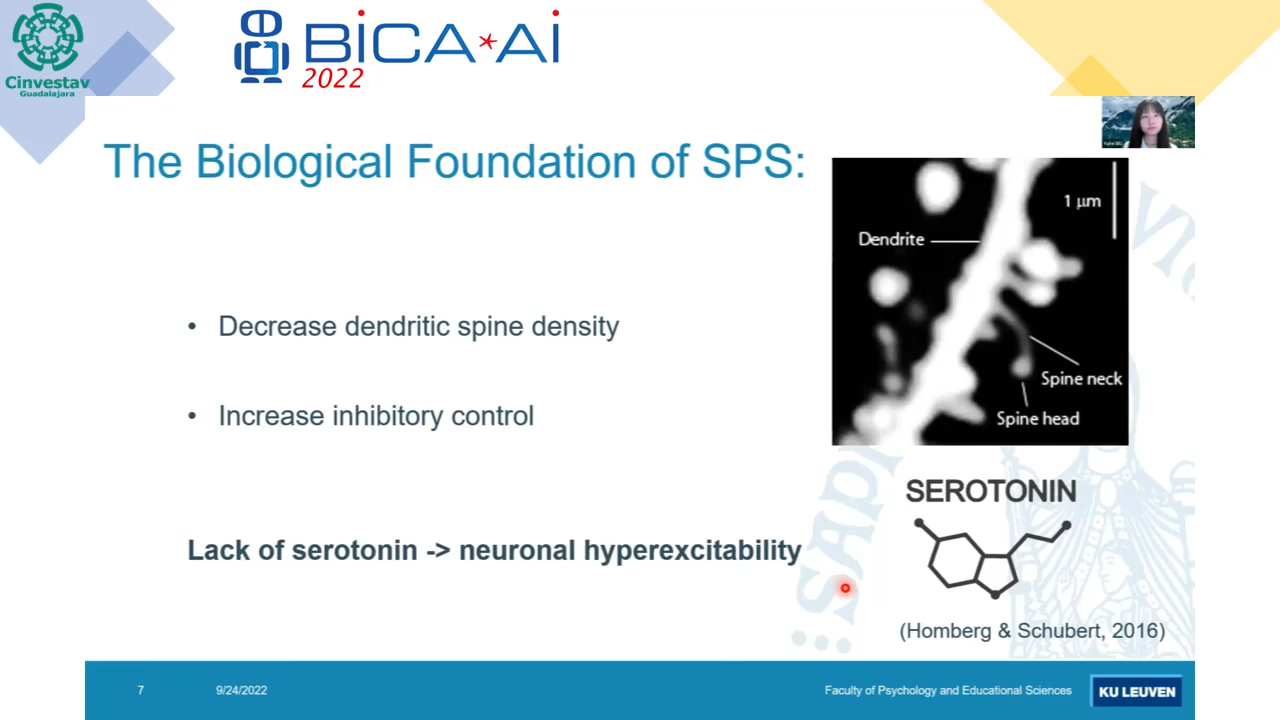 Cinvestav
Guadalajara
BiCA*Ai
2022
The Biological Foundation of SPS:
1 μm
Dendrite
Spine neck
Spine head
• Decrease dendritic spine density
• Increase inhibitory control
SEROTONIN
Lack of serotonin -> neuronal hyperexcitability
(Homberg & Schubert, 2016)
7
9/24/2022
Faculty of Psychology and Educational Sciences
KU LEUVEN